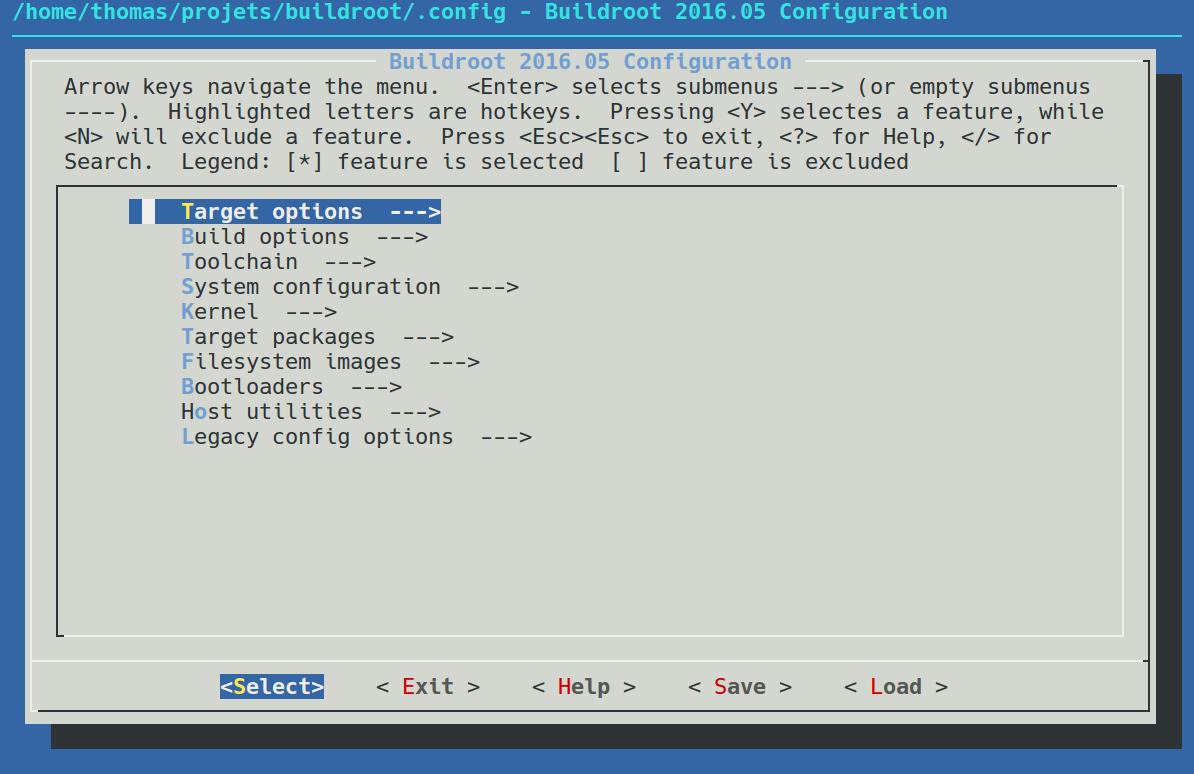 /home/thomas/projets/buildroot/.config - Buildroot 2016.05 Configuration
Buildroot 2016.05 Configuration
Arrow keys navigate the menu.  <Enter> selects submenus ---> (or empty submenus
----).  Highlighted letters are hotkeys.  Pressing <Y> selectes a feature, while
<N> will exclude a feature.  Press <Esc><Esc> to exit, <?> for Help, </> for
Search.  Legend: [*] feature is selected  [ ] feature is excluded
Target options  --->
Build options  --->
Toolchain  --->
System configuration  --->
Kernel  --->
Target packages  --->
Filesystem images  --->
Bootloaders  --->
Host utilities  --->
Legacy config options  --->
<Select>    < Exit >    < Help >    < Save >    < Load >